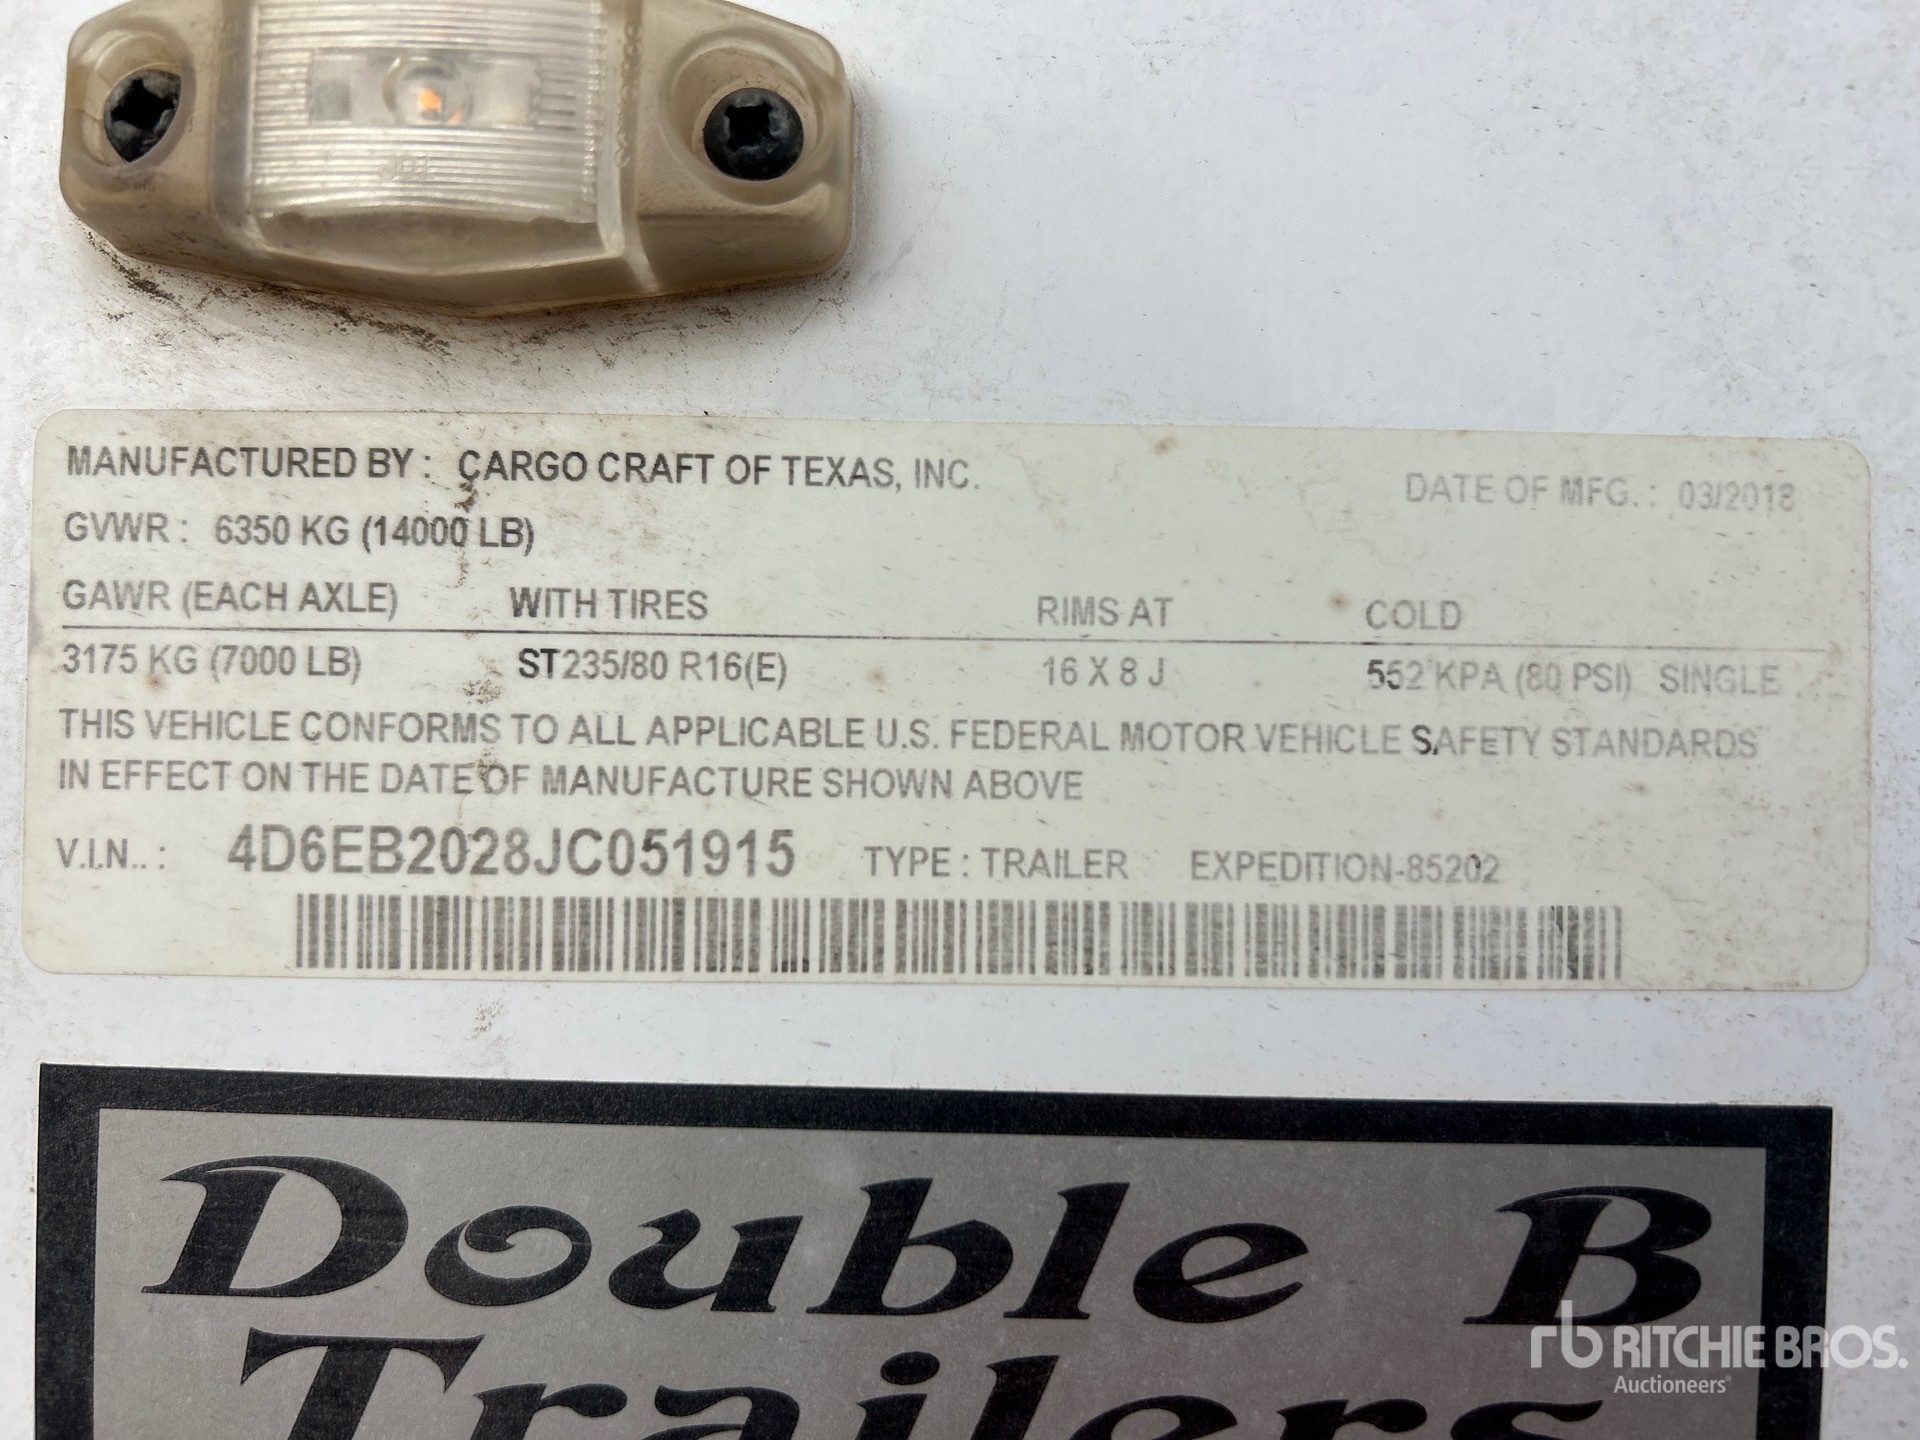 MANUFACTURED BY : CARGO CRAFT OF TEXAS, INC. DATE OF MFG. : 03/2018
GVWR : 6350 KG (14000 LB)
GAWR (EACH AXLE) WITH TIRES RIMS AT COLD
3175 KG (7000 LB) ST235/80 R16(E) 16 X 8 J 552 KPA (80 PSI) SINGLE
THIS VEHICLE CONFORMS TO ALL APPLICABLE U.S. FEDERAL MOTOR VEHICLE SAFETY STANDARDS
IN EFFECT ON THE DATE OF MANUFACTURE SHOWN ABOVE
V.I.N.. : 4D6EB2028JC051915 TYPE : TRAILER EXPEDITION-85202
Double B
Trailers
rb RITCHIE BROS.
Auctioneers